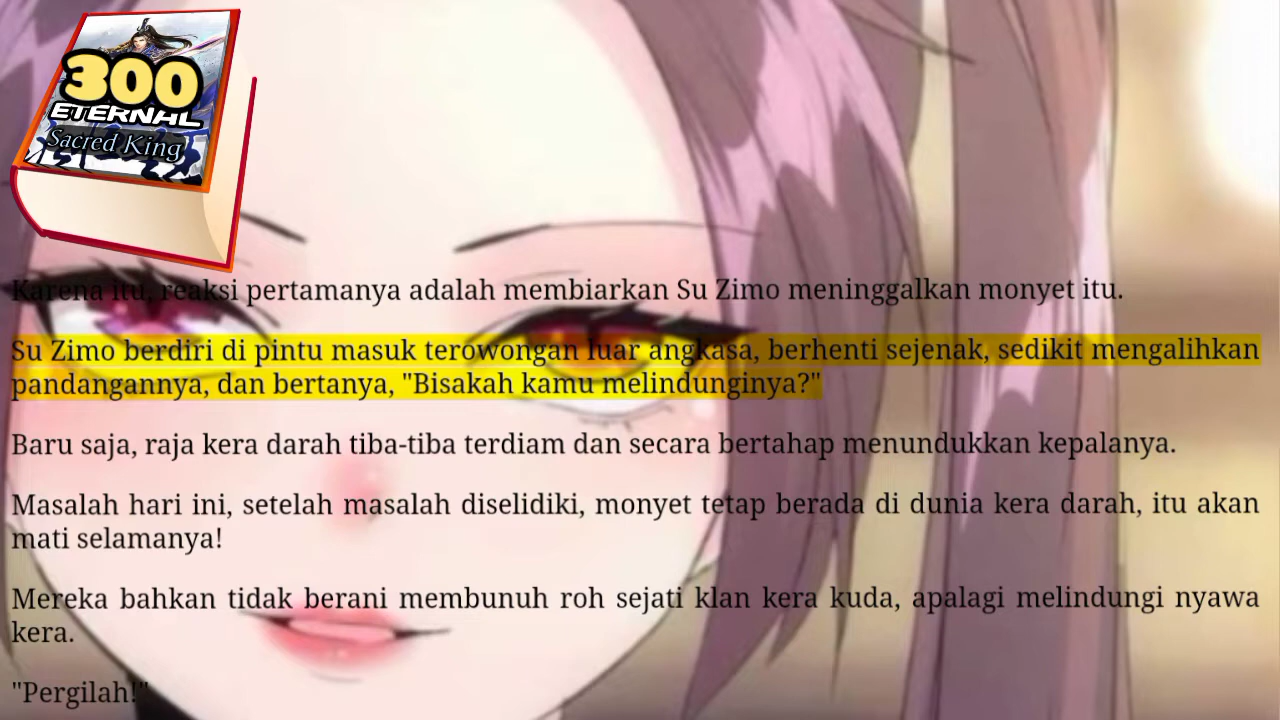 300
ETERNAL
Sacred King
Karena itu, reaksi pertamanya adalah membiarkan Su Zimo meninggalkan monyet itu.
Su Zimo berdiri di pintu masuk terowongan luar angkasa, berhenti sejenak, sedikit mengalihkan
pandangannya, dan bertanya, "Bisakah kamu melindunginya?"
Baru saja, raja kera darah tiba-tiba terdiam dan secara bertahap menundukkan kepalanya.
Masalah hari ini, setelah masalah diselidiki, monyet tetap berada di dunia kera darah, itu akan
mati selamanya!
Mereka bahkan tidak berani membunuh roh sejati klan kera kuda, apalagi melindungi nyawa
kera.
"Pergilah!"